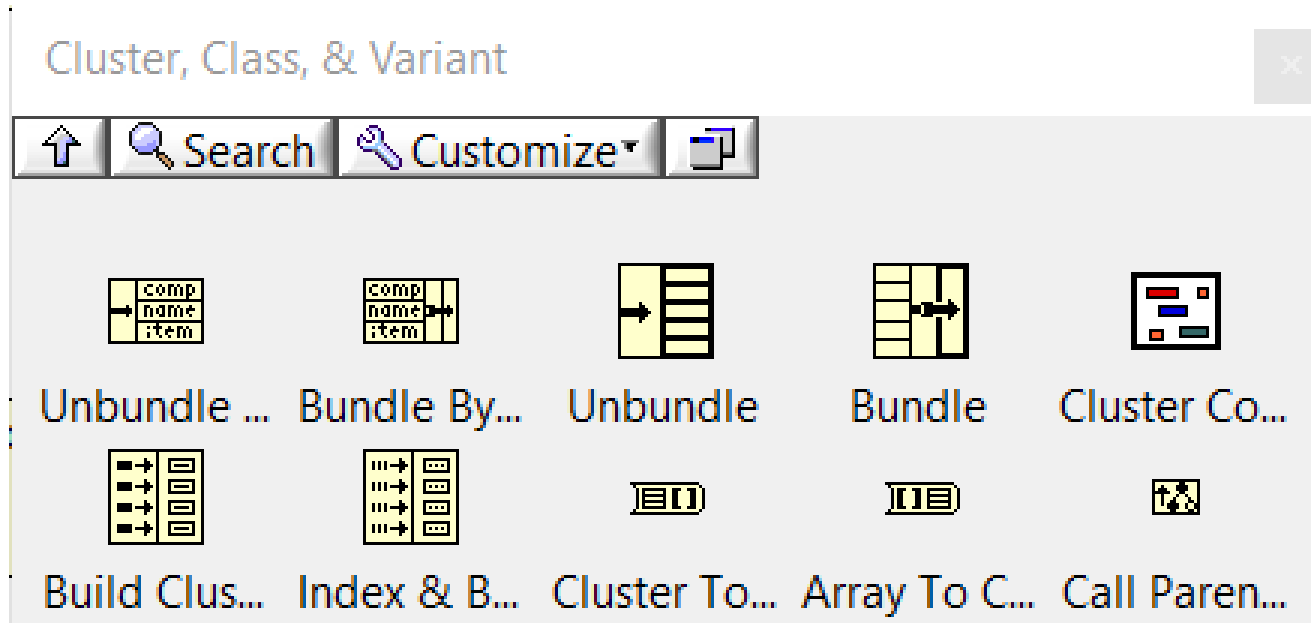 Cluster, Class, & Variant
Search Customize
comp comp
name name
item item
Unbundle ... Bundle By... Unbundle Bundle Cluster Co...
Build Clus... Index & B... Cluster To... Array To C... Call Paren...